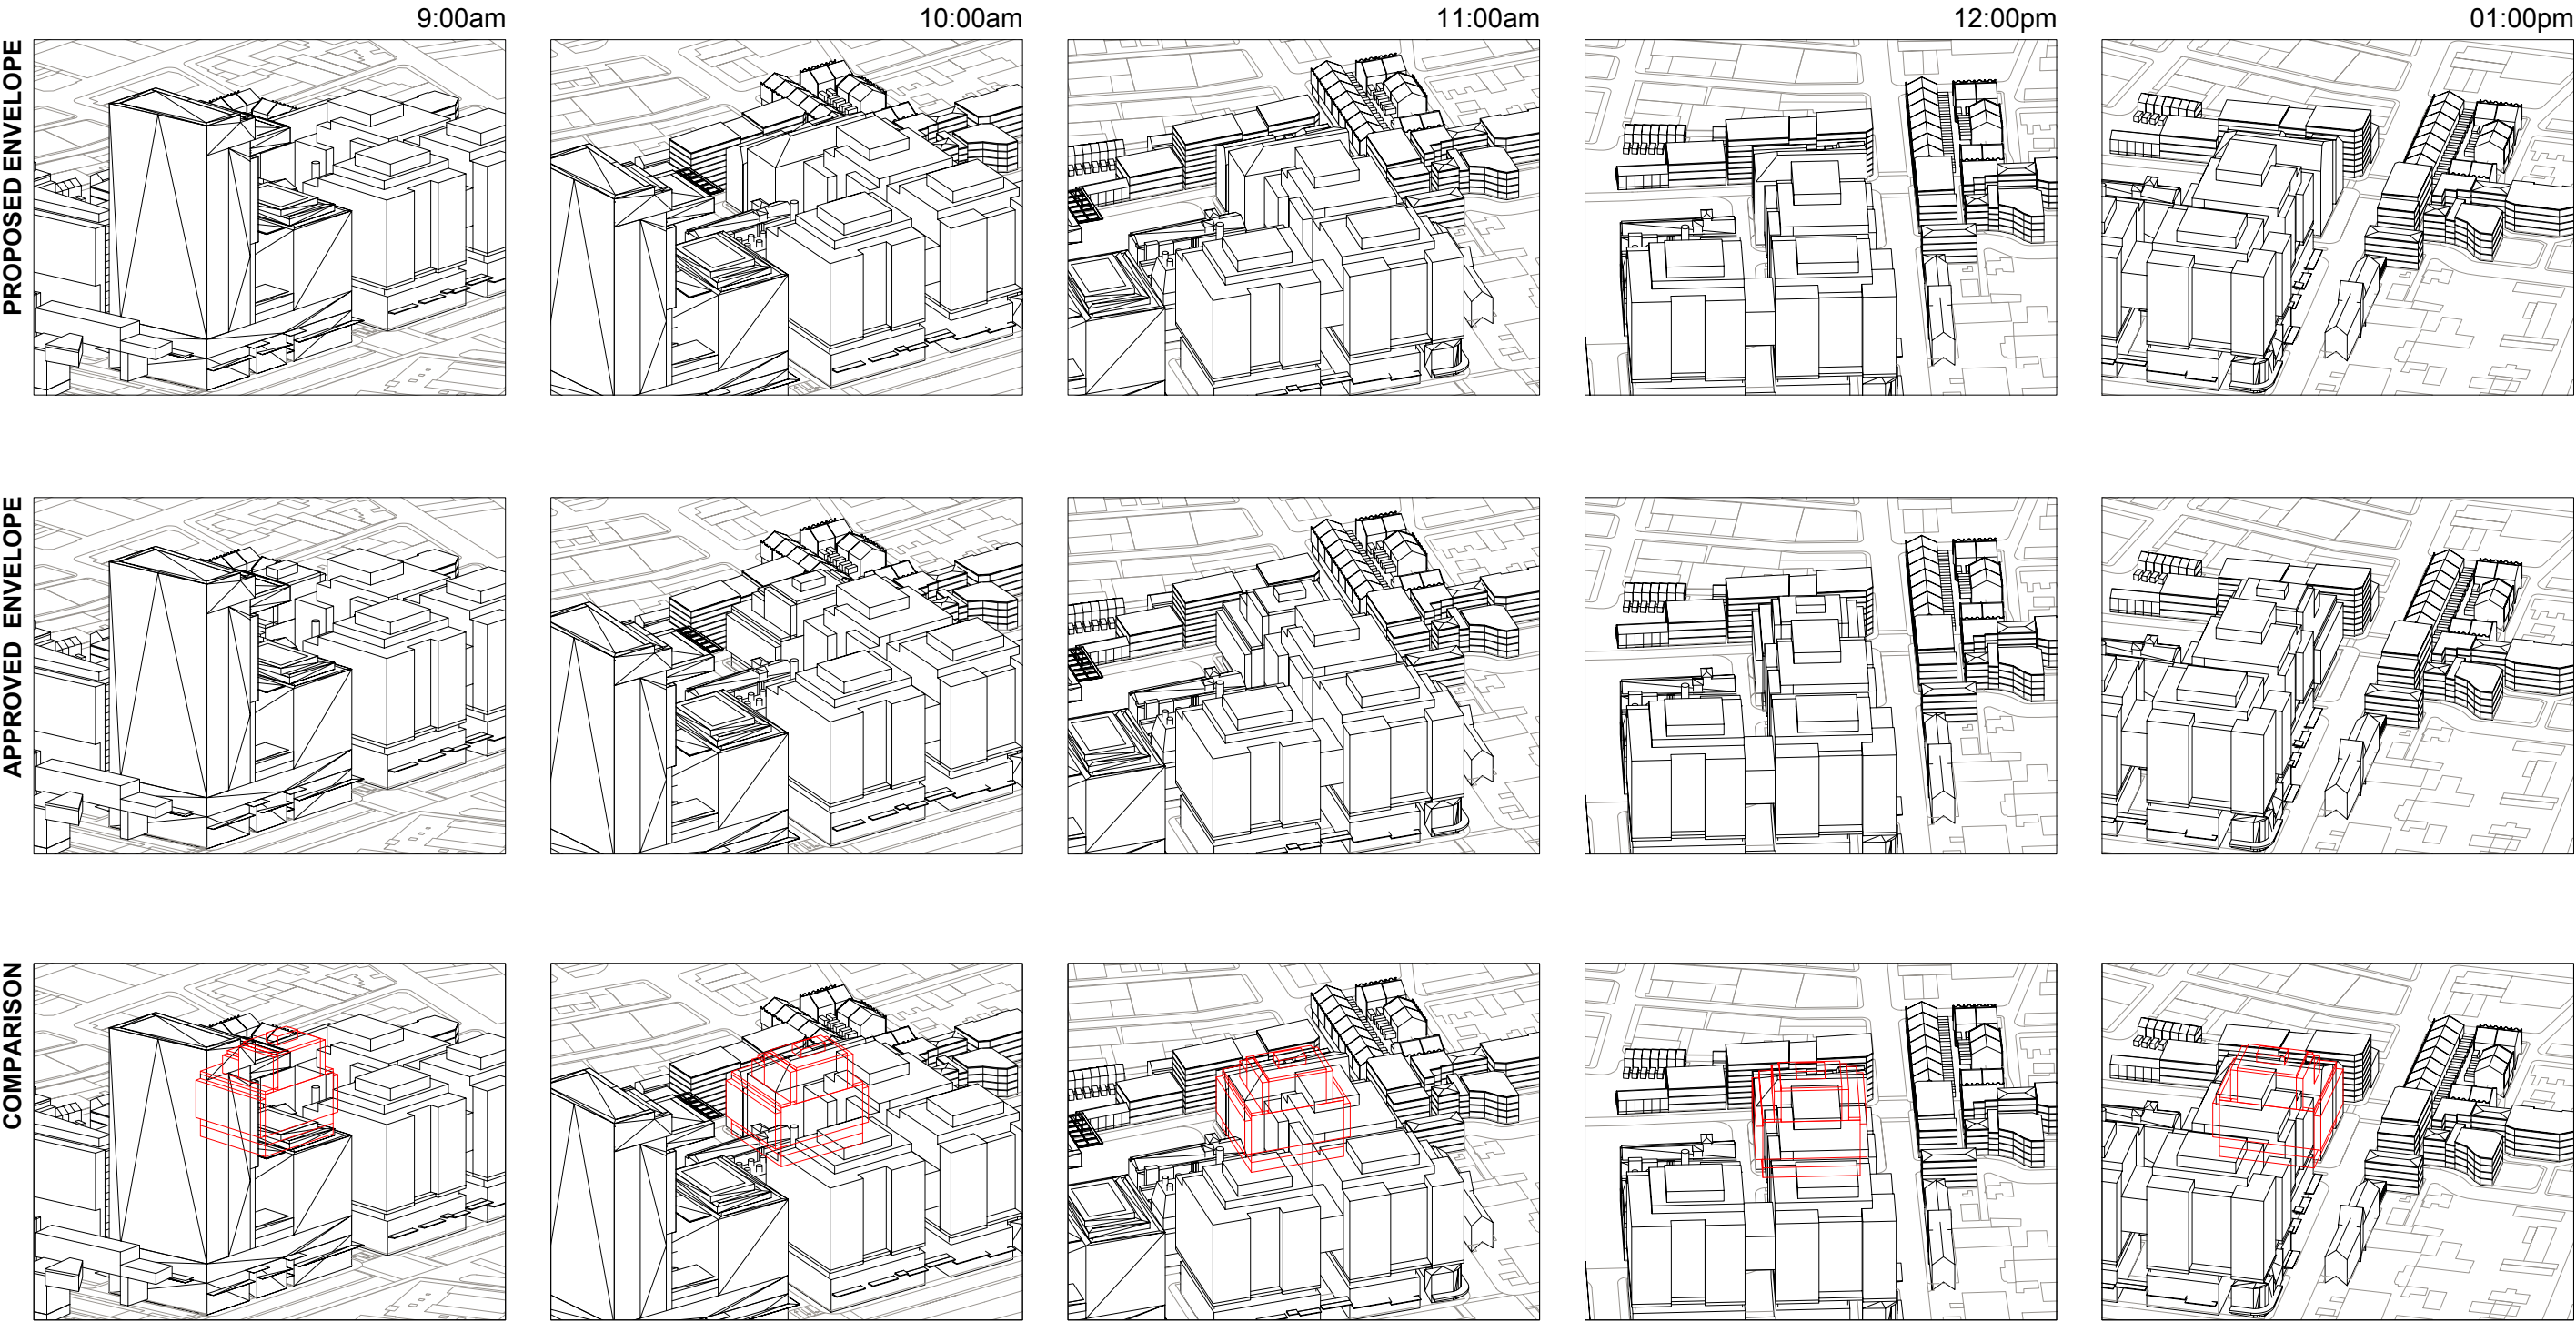 9:00am
10:00am
11:00am
12:00pm
01:00pm
PROPOSED ENVELOPE
APPROVED ENVELOPE
COMPARISON